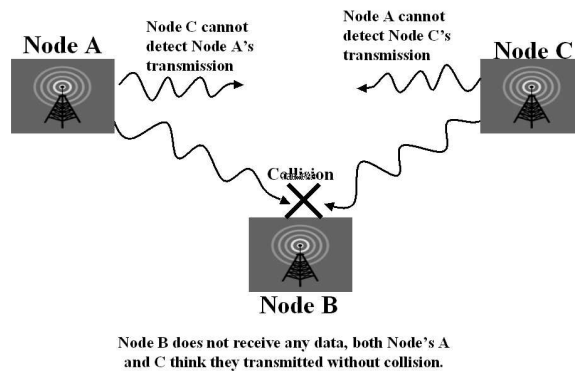 Node A
Node C cannot
detect Node A's
transmission
Node A cannot
detect Node C's
transmission
Node C
Collision
Node B
Node B does not receive any data, both Node's A
and C think they transmitted without collision.